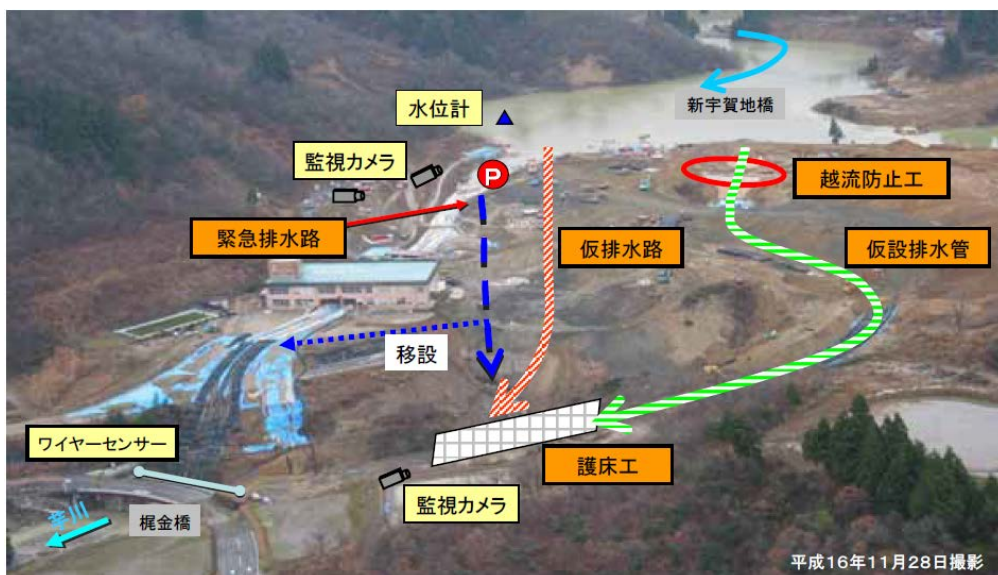 新宇賀地橋
水位計
監視カメラ
P
越流防止工
緊急排水路
仮排水路
仮設排水管
移設
ワイヤーセンサー
護床工
監視カメラ
芋川
梶金橋
平成16年11月28日撮影